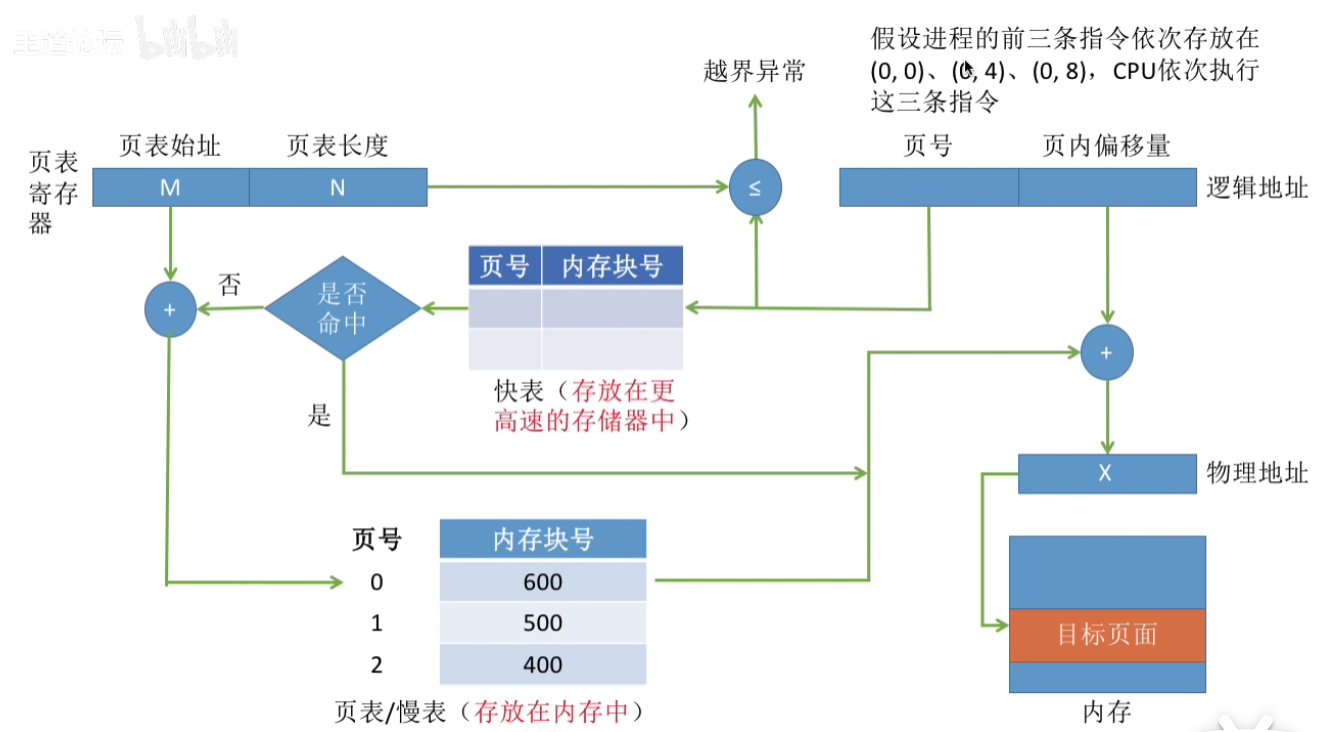 王道论坛 bilibili
假设进程的前三条指令依次存放在
(0, 0)、(0, 4)、(0, 8)，CPU依次执行
这三条指令
越界异常
页表始址 页表长度
页号 页内偏移量
页表
寄存
器
M N
≤
逻辑地址
页号 内存块号
否
是否
命中
+
+
快表（存放在更
高速的存储器中）
是
X
物理地址
页号 内存块号
0 600
1 500
2 400
目标页面
页表/慢表（存放在内存中）
内存